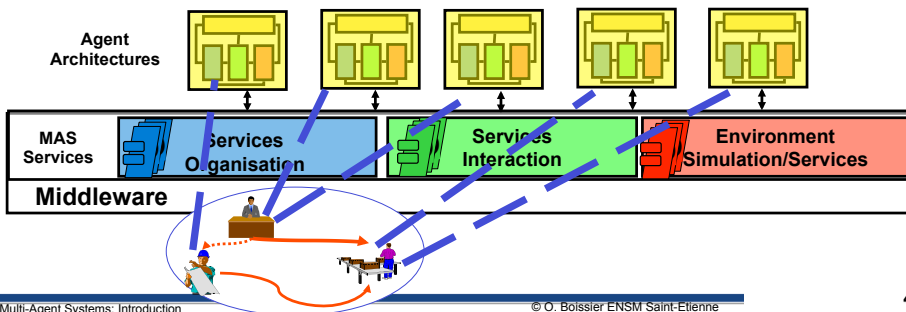 Agent
Architectures
MAS
Services
Services
Organisation
Services
Interaction
Environment
Simulation/Services
Middleware
Multi-Agent Systems: Introduction
© O. Boissier ENSM Saint-Etienne